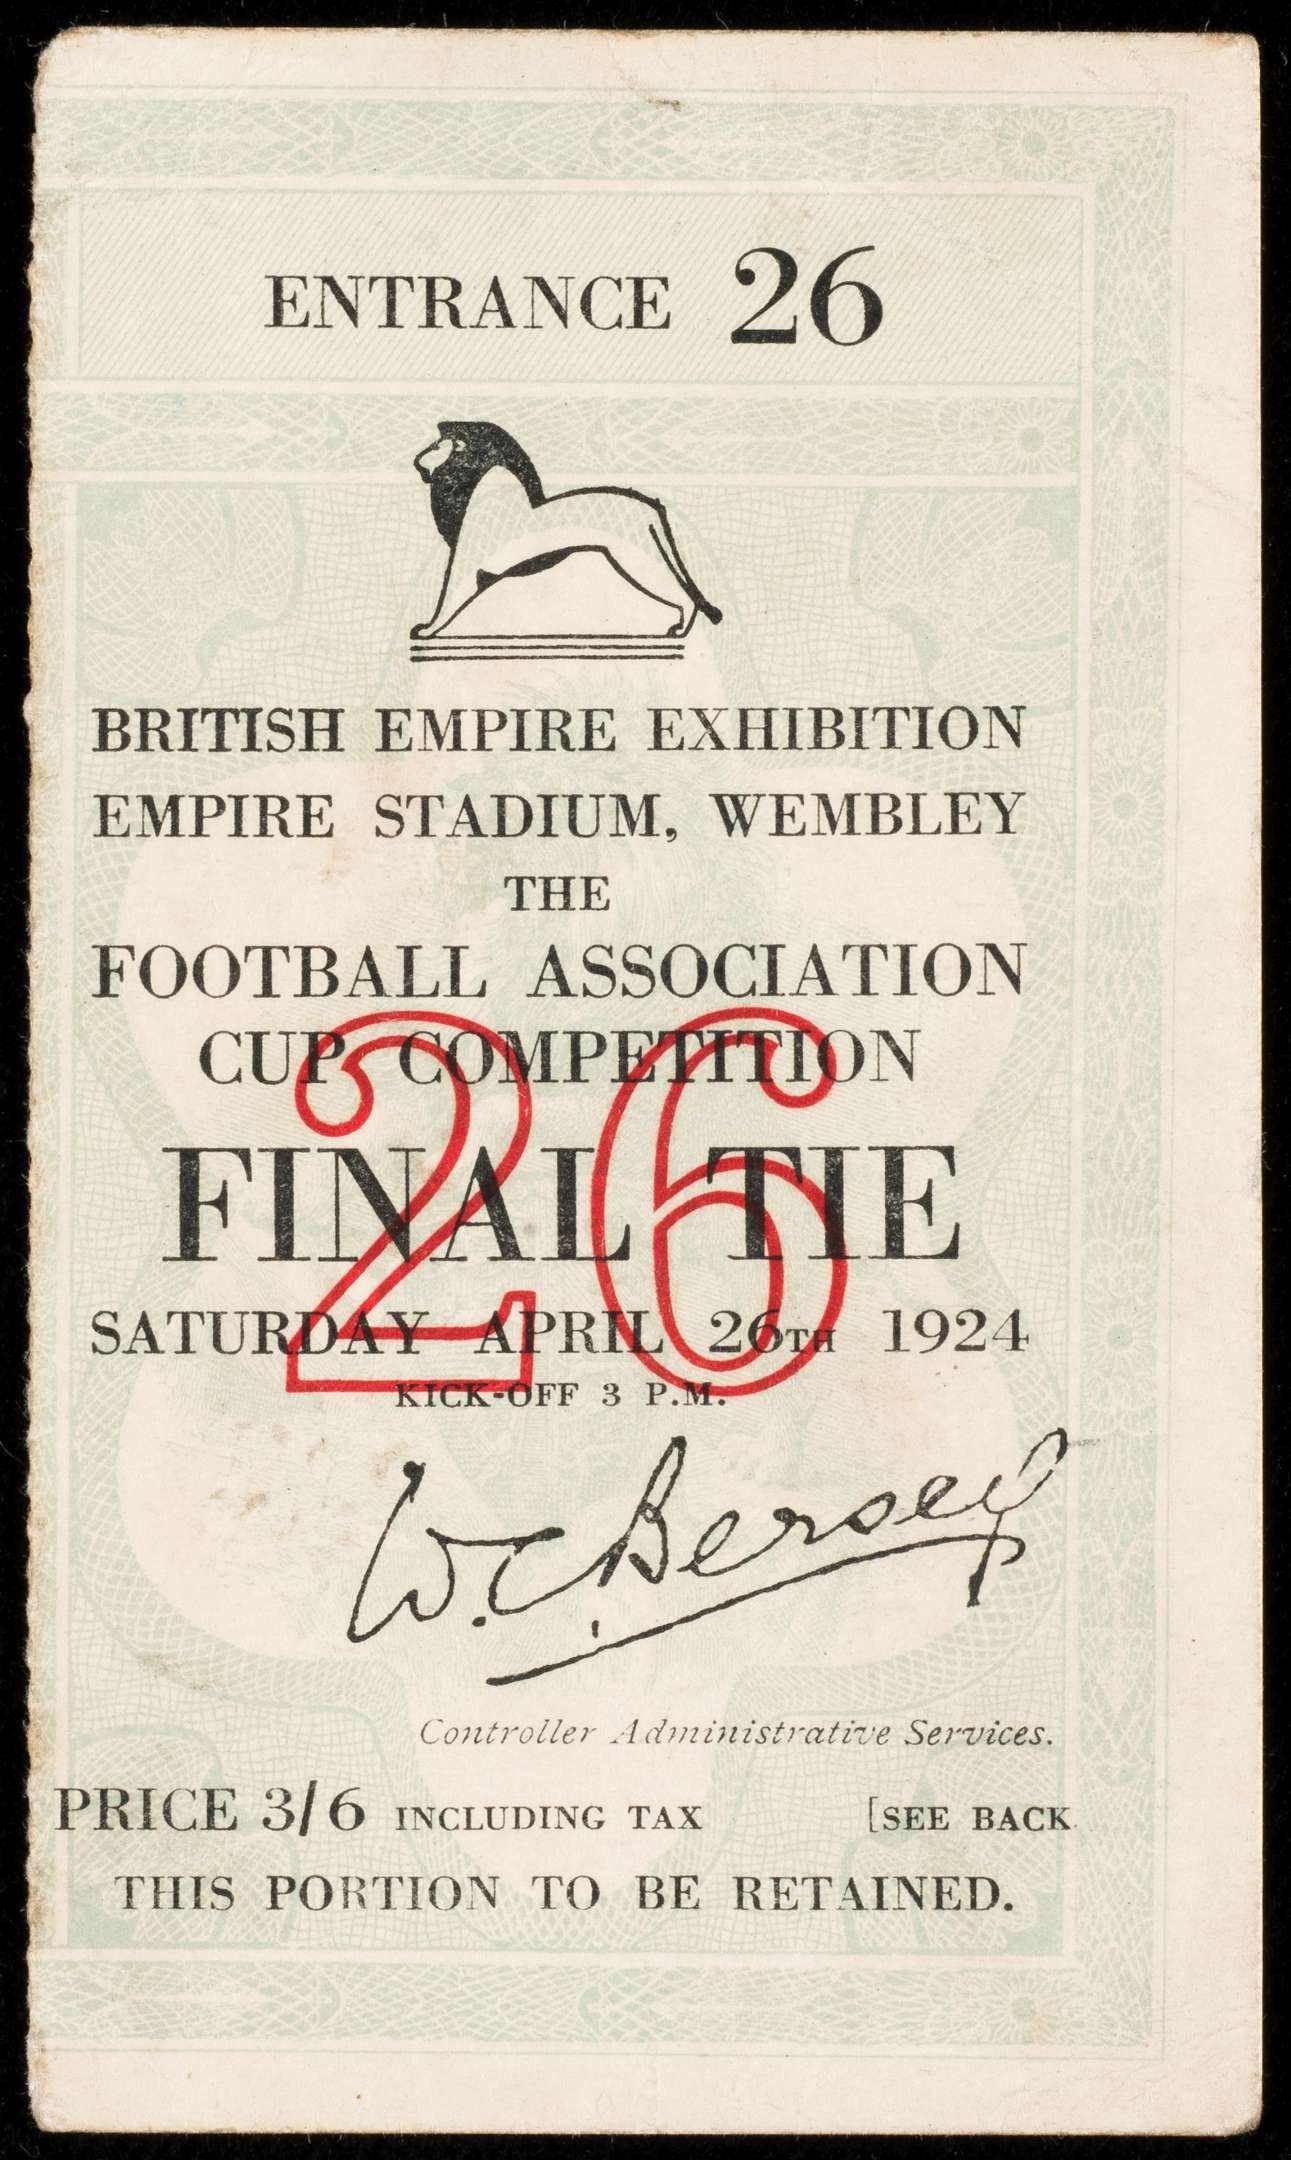 ENTRANCE 26
BRITISH EMPIRE EXHIBITION
EMPIRE STADIUM, WEMBLEY
THE
FOOTBALL ASSOCIATION
CUP COMPETITION
FINAL TIE
26
SATURDAY APRIL 26TH 1924
KICK-OFF 3 P.M.
W.C. Bersey
Controller Administrative Services.
PRICE 3/6 INCLUDING TAX [SEE BACK
THIS PORTION TO BE RETAINED.